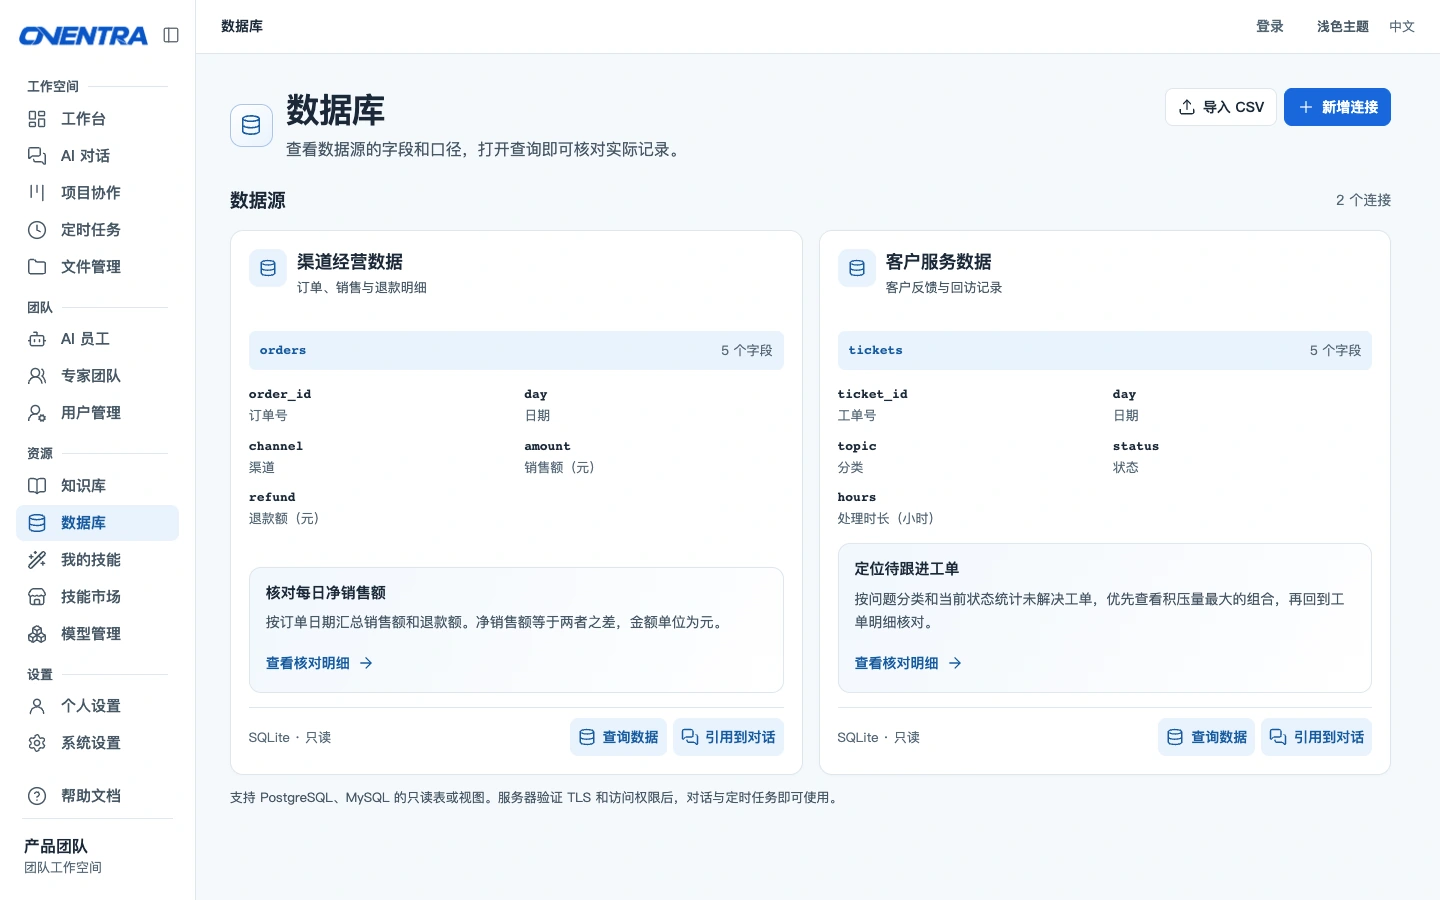 ONENTRA
数据库
登录
浅色主题
中文
工作空间
工作台
AI 对话
项目协作
定时任务
文件管理
团队
AI 员工
专家团队
用户管理
资源
知识库
数据库
我的技能
技能市场
模型管理
设置
个人设置
系统设置
帮助文档
产品团队
团队工作空间
数据库
查看数据源的字段和口径，打开查询即可核对实际记录。
导入 CSV
新增连接
数据源
2 个连接
渠道经营数据
订单、销售与退款明细
orders
5 个字段
order_id
订单号
day
日期
channel
渠道
amount
销售额（元）
refund
退款额（元）
核对每日净销售额
按订单日期汇总销售额和退款额。净销售额等于两者之差，金额单位为元。
查看核对明细
SQLite · 只读
查询数据
引用到对话
客户服务数据
客户反馈与回访记录
tickets
5 个字段
ticket_id
工单号
day
日期
topic
分类
status
状态
hours
处理时长（小时）
定位待跟进工单
按问题分类和当前状态统计未解决工单，优先查看积压量最大的组合，再回到工
单明细核对。
查看核对明细
SQLite · 只读
查询数据
引用到对话
支持 PostgreSQL、MySQL 的只读表或视图。服务器验证 TLS 和访问权限后，对话与定时任务即可使用。